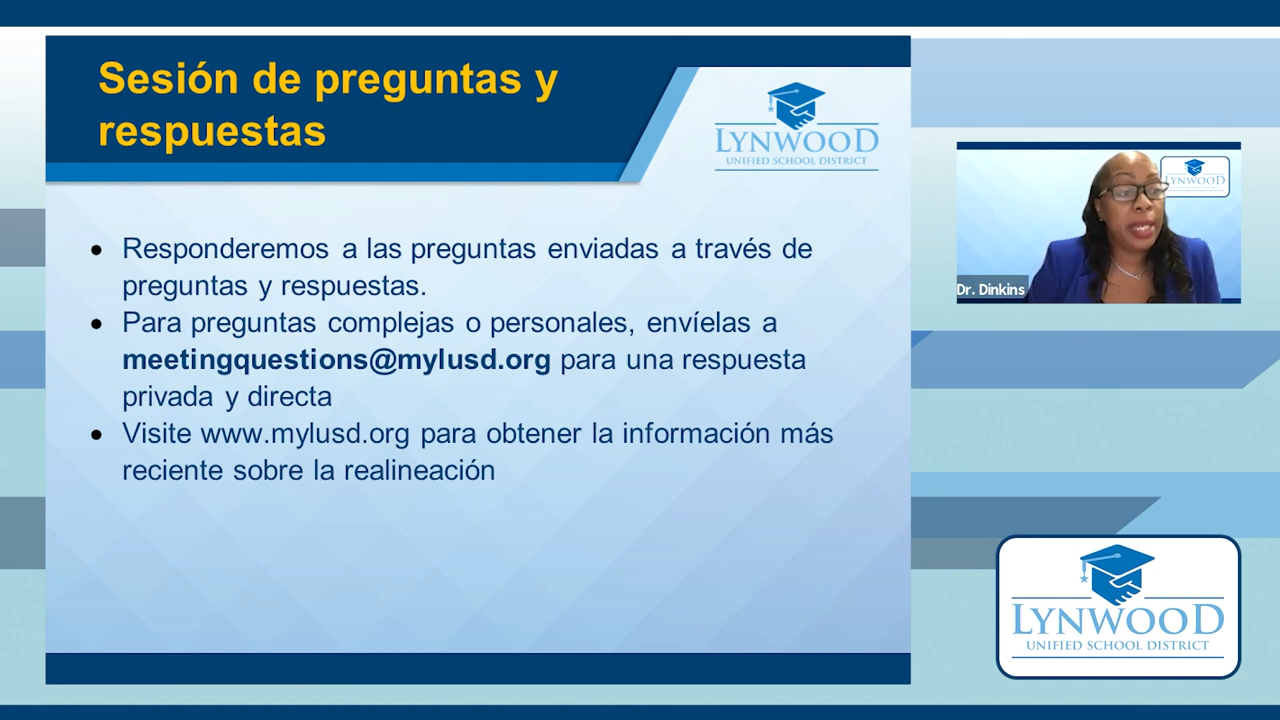 Sesión de preguntas y
respuestas
LYNWOOD
UNIFIED SCHOOL DISTRICT
• Responderemos a las preguntas enviadas a través de
preguntas y respuestas.
• Para preguntas complejas o personales, envíelas a
meetingquestions@mylusd.org para una respuesta
privada y directa
• Visite www.mylusd.org para obtener la información más
reciente sobre la realineación
LYNWOOD
Dr. Dinkins
LYNWOOD
UNIFIED SCHOOL DISTRICT